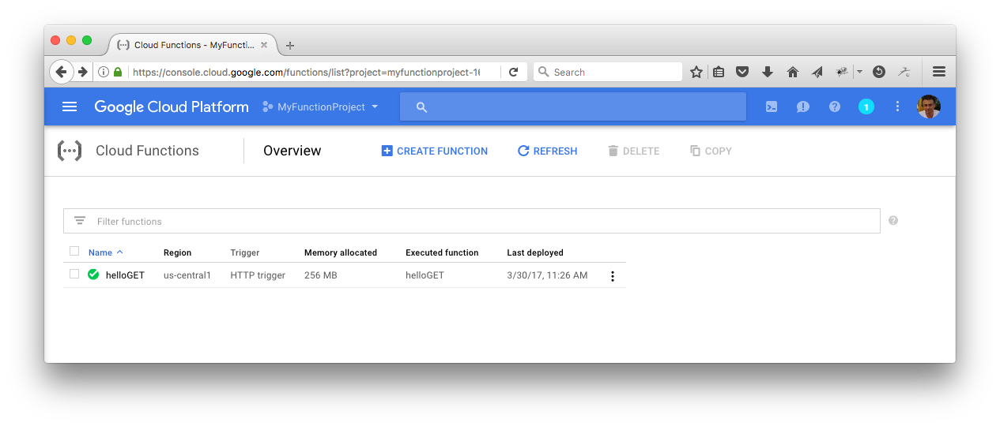 Cloud Functions - MyFuncti...
https://console.cloud.google.com/functions/list?project=myfunctionproject-16
Search
Google Cloud Platform MyFunctionProject 1
Cloud Functions Overview CREATE FUNCTION REFRESH DELETE COPY
Filter functions
Name Region Trigger Memory allocated Executed function Last deployed
helloGET us-central1 HTTP trigger 256 MB helloGET 3/30/17, 11:26 AM